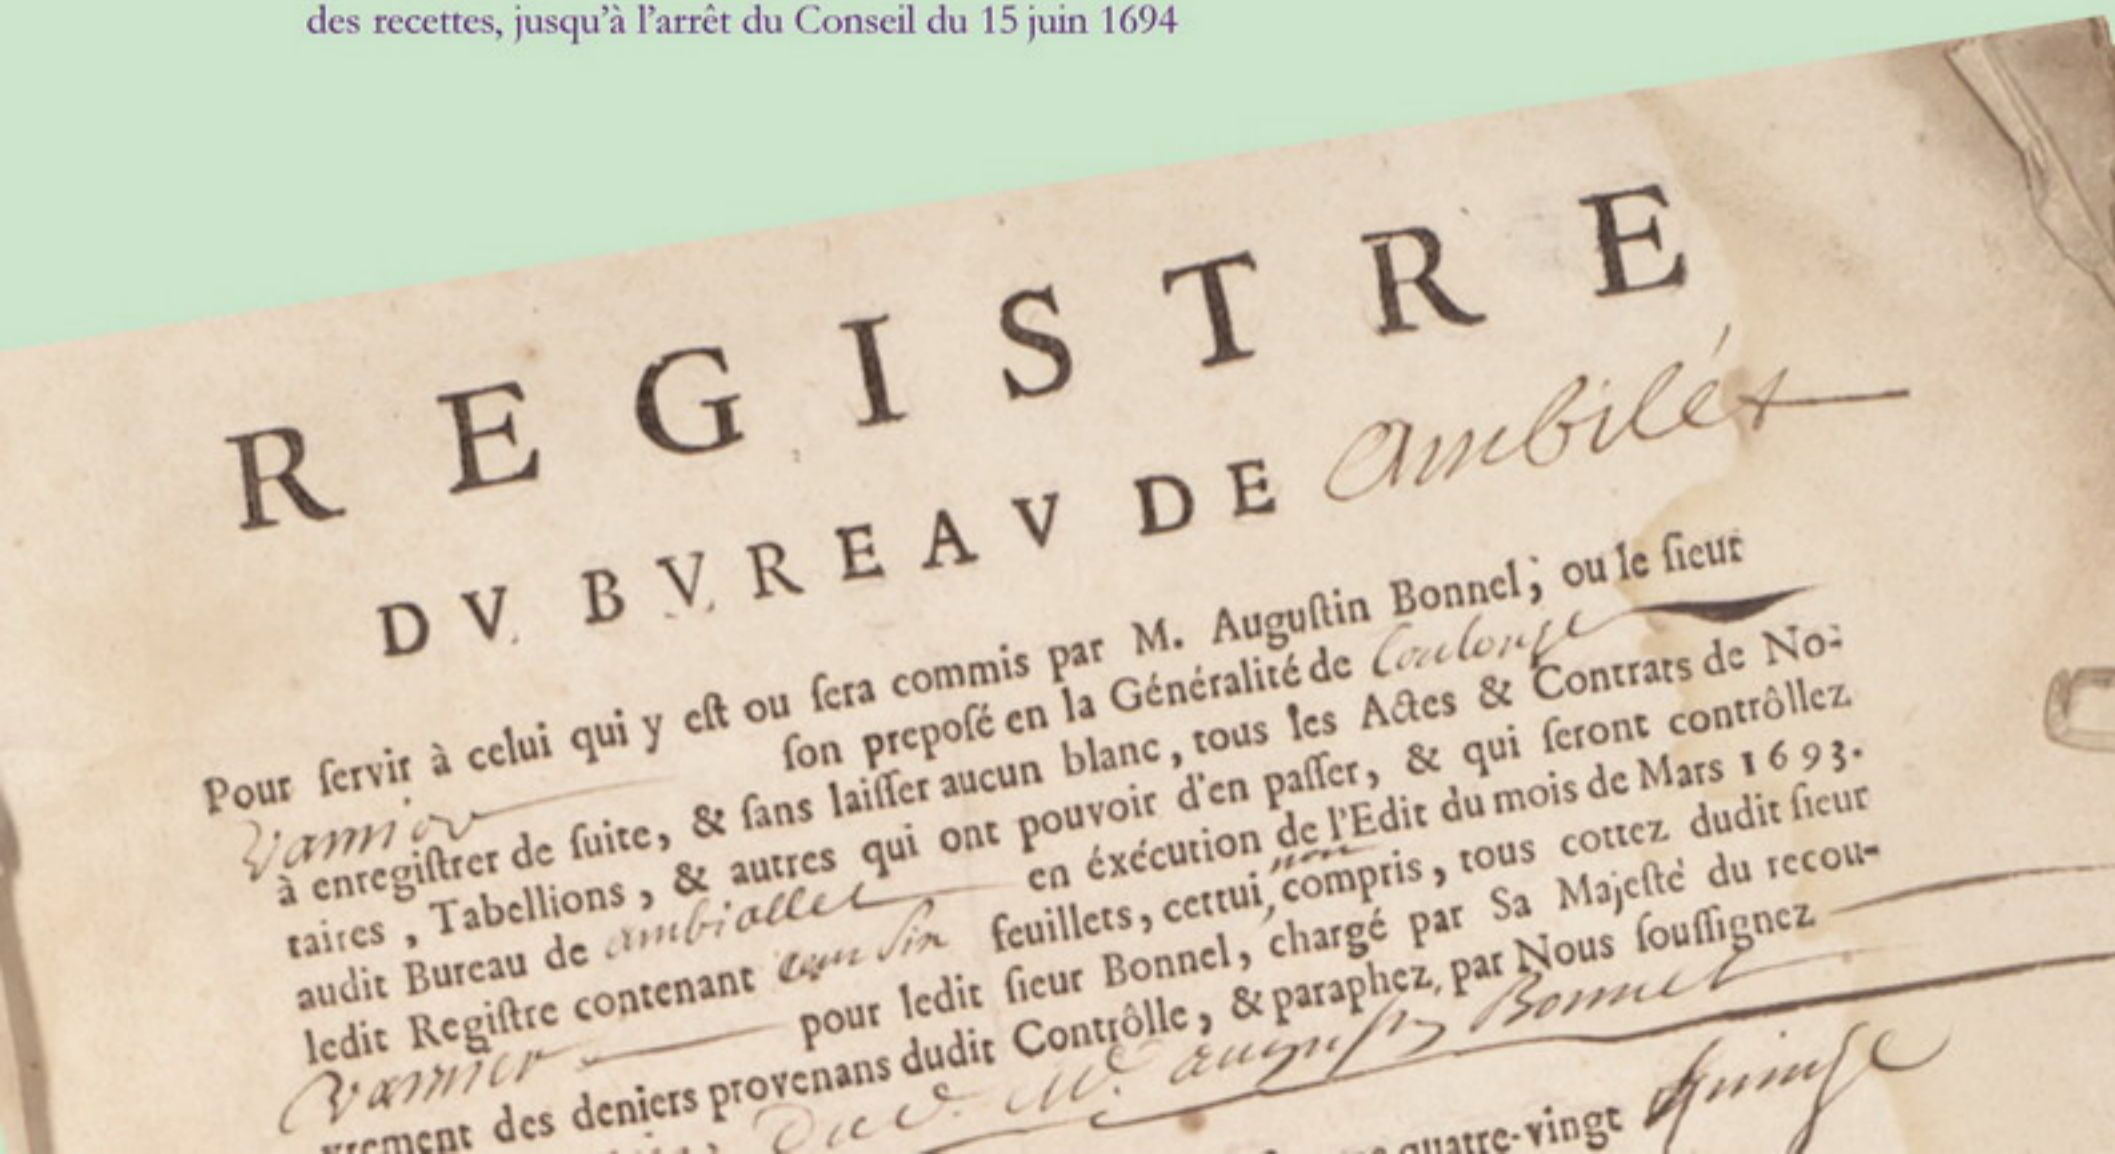 des recettes, jusqu'à l'arrêt du Conseil du 15 juin 1694
REGISTRE
DV BVREAV DE Ambilét
Pour ſervir à celui qui y eſt ou ſera commis par M. Auguſtin Bonnel; ou le ſieur
Vannier ſon prepoſé en la Généralité de
à enregiſtrer de ſuite, & ſans laiſſer aucun blanc, tous les Actes & Contrats de No-
taires, Tabellions, & autres qui ont pouvoir d'en paſſer, & qui ſeront contrôllez
audit Bureau de ambiallet en éxécution de l'Edit du mois de Mars 1693.
ledit Regiſtre contenant feuillets, cettui, non compris, tous cottez dudit ſieur
Vannier pour ledit ſieur Bonnel, chargé par Sa Majeſté du recou-
vrement des deniers provenans dudit Contrôlle, & paraphez, par Nous ſouſſignez
Bonnel
quatre-vingt quinze